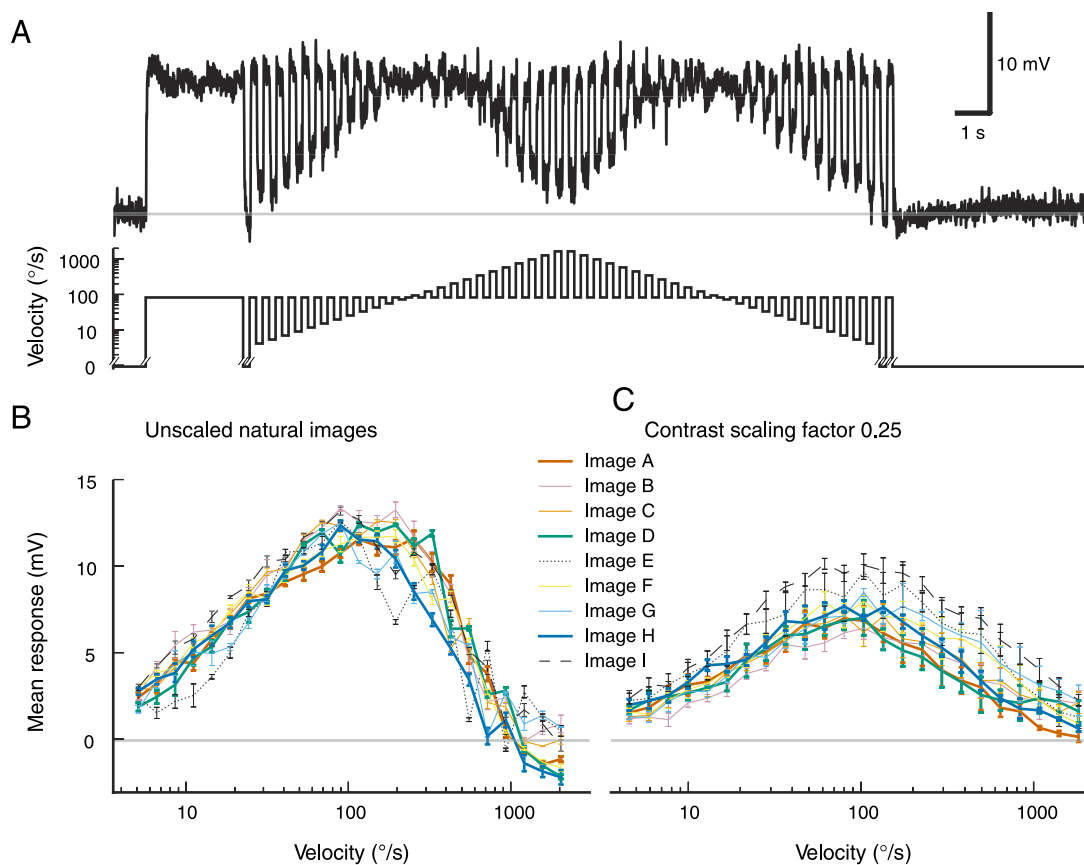 A
10 mV
1 s
Velocity (°/s)
1000
100
10
0
B
C
Unscaled natural images
Contrast scaling factor 0.25
Image A
Image B
Image C
Image D
Image E
Image F
Image G
Image H
Image I
Mean response (mV)
15
10
5
0
10
100
1000
10
100
1000
Velocity (°/s)
Velocity (°/s)